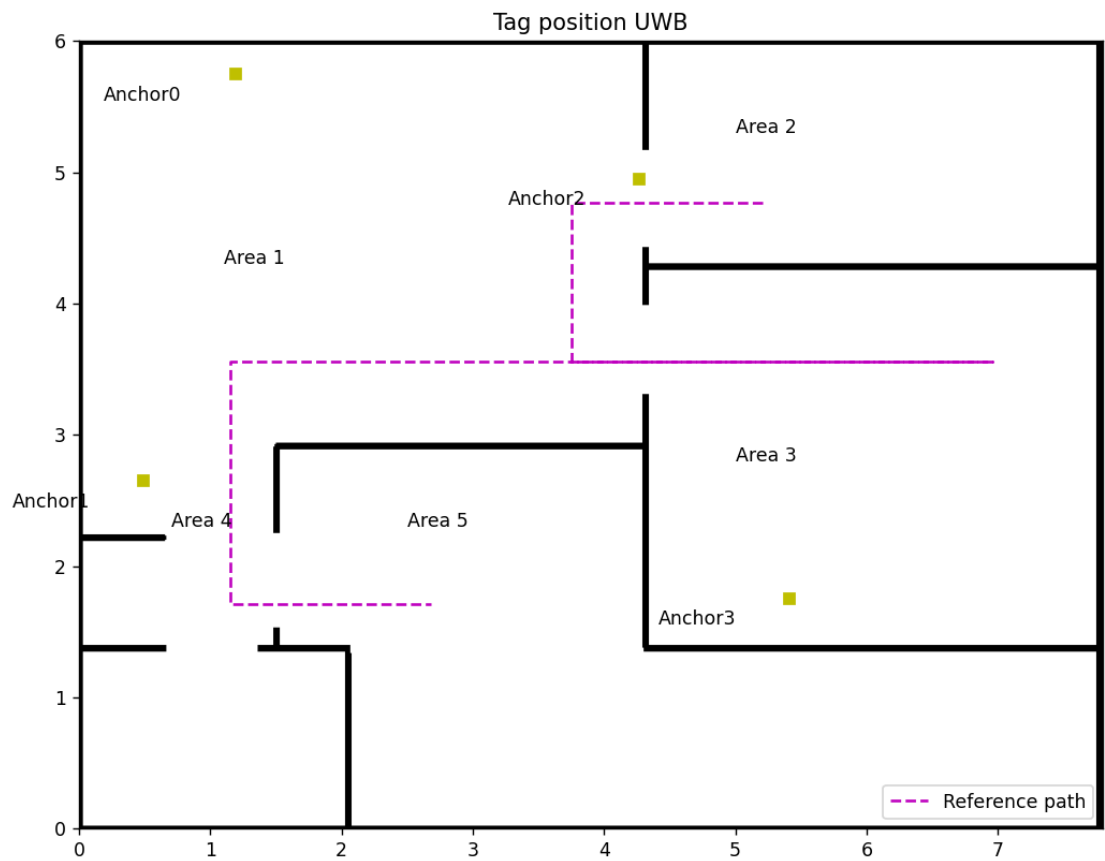 Tag position UWB
6
Anchor0
Area 2
5
Anchor2
Area 1
4
3
Area 3
Anchor1
Area 4
Area 5
2
Anchor3
1
Reference path
0
0 1 2 3 4 5 6 7